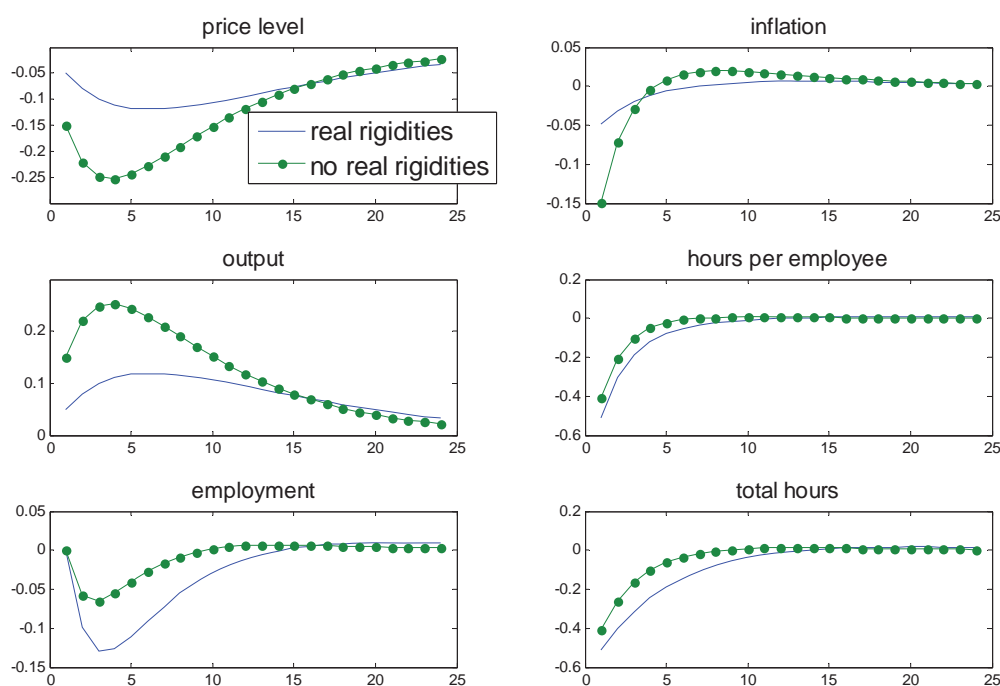 price level
-0.05
-0.1
-0.15
-0.2
-0.25
0 5 10 15 20 25
real rigidities
no real rigidities
inflation
0.05
0
-0.05
-0.1
-0.15
0 5 10 15 20 25
output
0.2
0.1
0
0 5 10 15 20 25
hours per employee
0.2
0
-0.2
-0.4
-0.6
0 5 10 15 20 25
employment
0.05
0
-0.05
-0.1
-0.15
0 5 10 15 20 25
total hours
0.2
0
-0.2
-0.4
-0.6
0 5 10 15 20 25